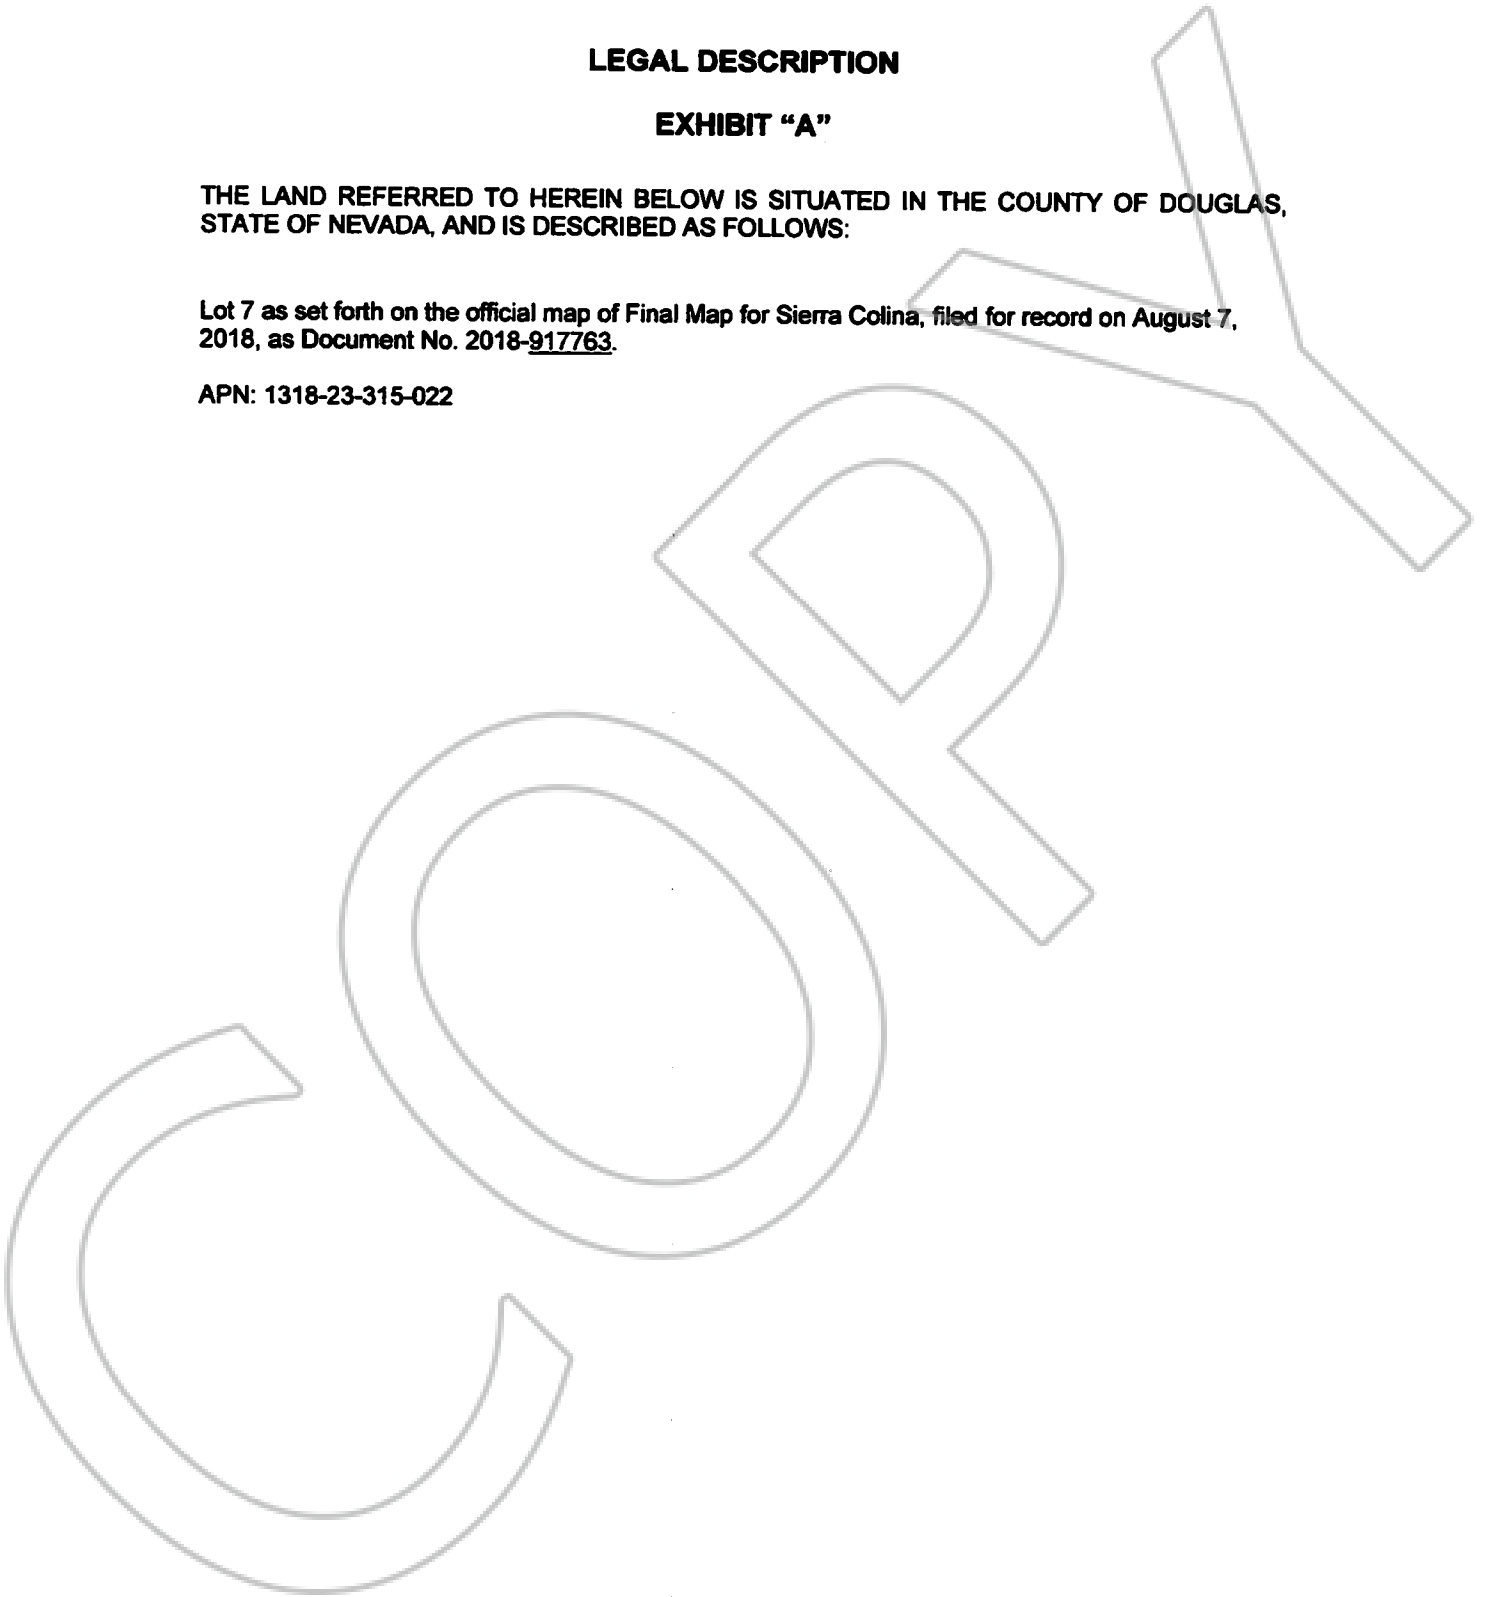 LEGAL DESCRIPTION
EXHIBIT “A”
THE LAND REFERRED TO HEREIN BELOW IS SITUATED IN THE COUNTY OF DOUGLAS,
STATE OF NEVADA, AND IS DESCRIBED AS FOLLOWS:
Lot 7 as set forth on the official map of Final Map for Sierra Colina, filed for record on August 7,
2018, as Document No. 2018-917763.
APN: 1318-23-315-022
COPY